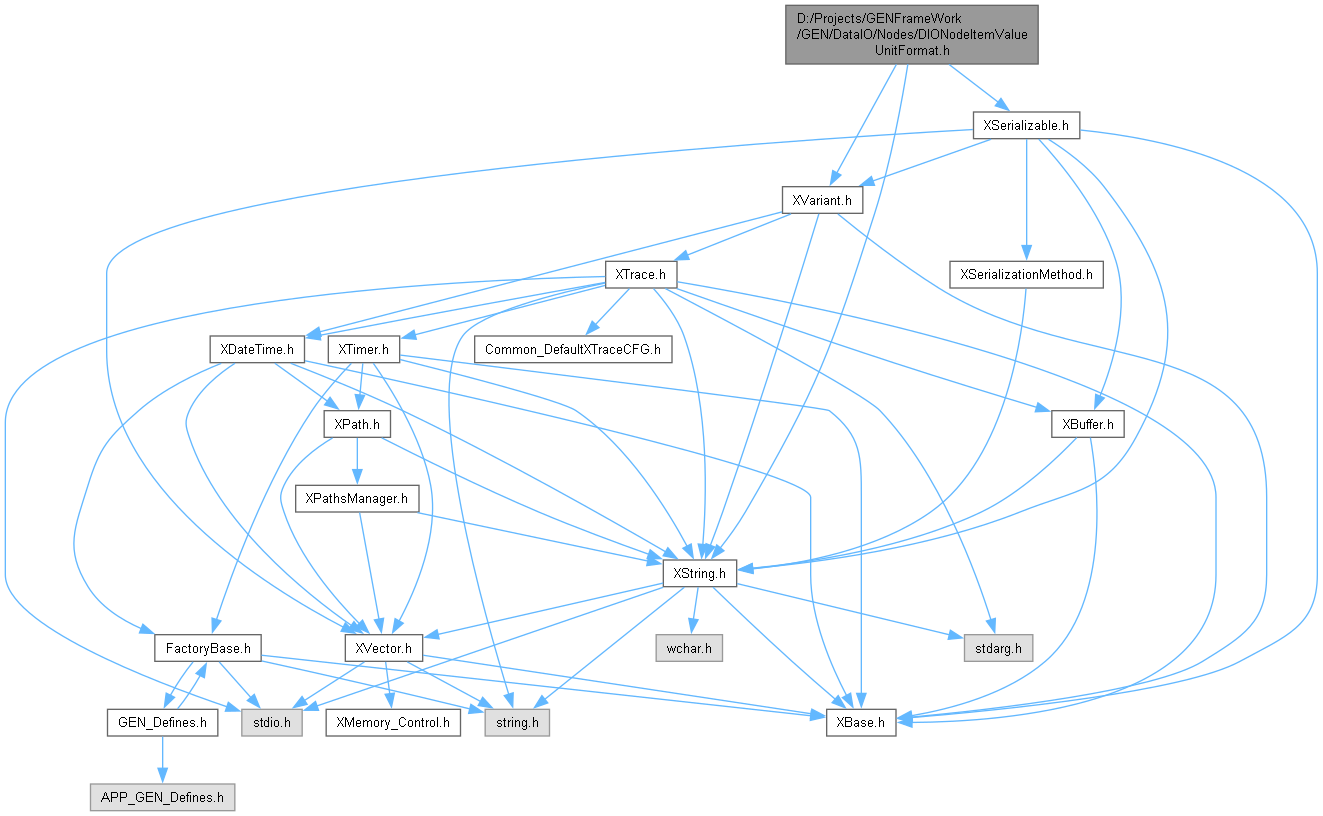 D:/Projects/GENFrameWork
/GEN/DataIO/Nodes/DIONodeItemValue
UnitFormat.h
XSerializable.h
XVariant.h
XTrace.h
XSerializationMethod.h
XDateTime.h
XTimer.h
Common_DefaultXTraceCFG.h
XPath.h
XBuffer.h
XPathsManager.h
XString.h
FactoryBase.h
XVector.h
wchar.h
stdarg.h
GEN_Defines.h
stdio.h
XMemory_Control.h
string.h
XBase.h
APP_GEN_Defines.h